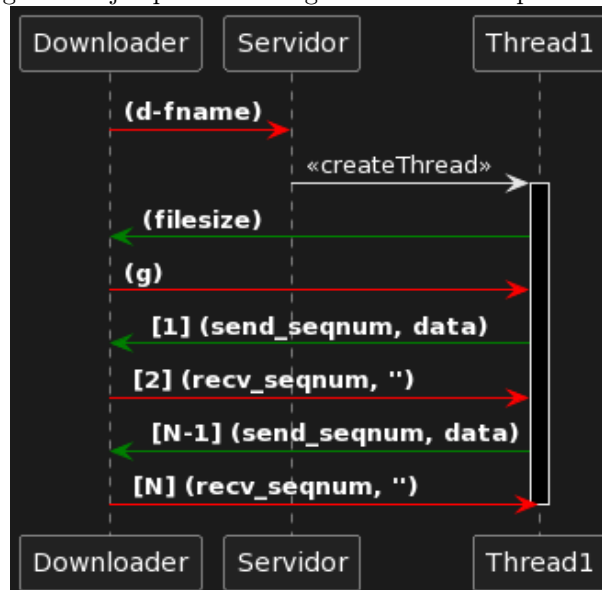 Downloader Servidor Thread1
(d-fname)
«createThread»
(filesize)
(g)
[1] (send_seqnum, data)
[2] (recv_seqnum, '')
[N-1] (send_seqnum, data)
[N] (recv_seqnum, '')
Downloader Servidor Thread1